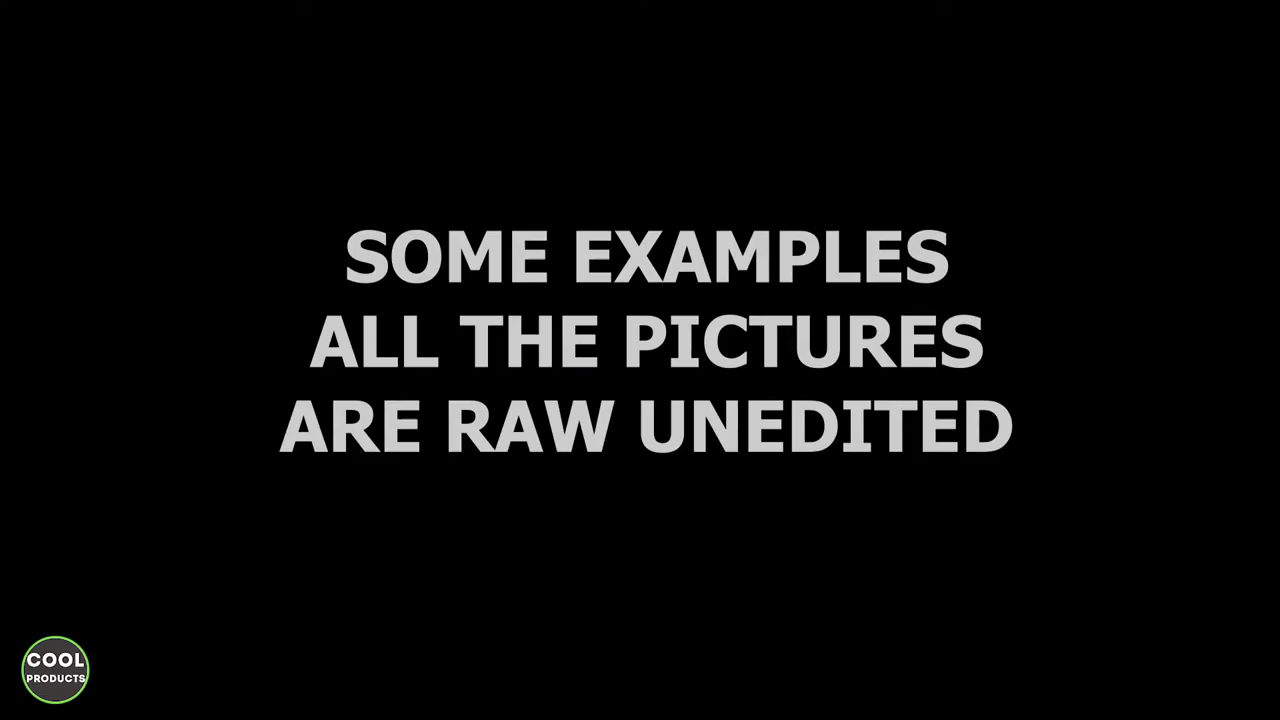 SOME EXAMPLES
ALL THE PICTURES
ARE RAW UNEDITED
COOL
PRODUCTS